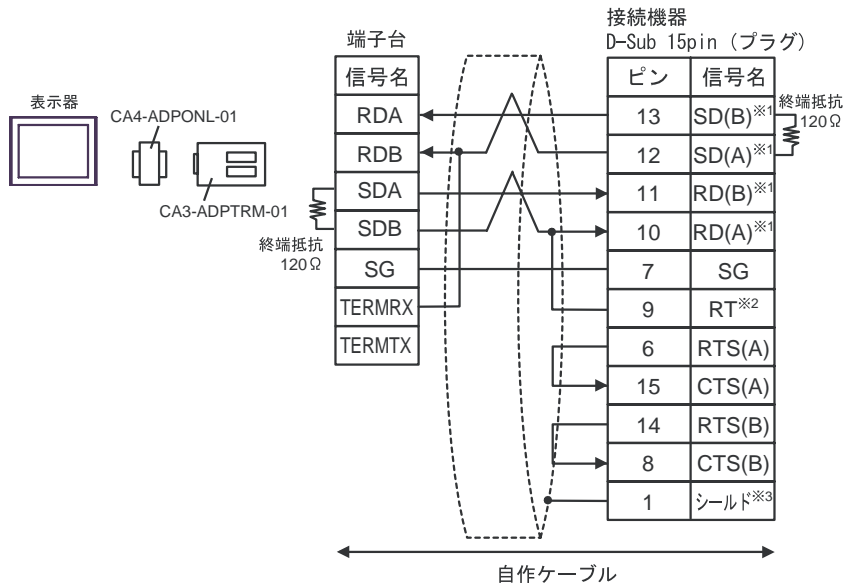 接続機器
D-Sub 15pin（プラグ）
端子台
信号名
RDA
RDB
SDA
SDB
SG
TERMRX
TERMTX
ピン 信号名
13 SD(B)※1
12 SD(A)※1
11 RD(B)※1
10 RD(A)※1
7 SG
9 RT※2
6 RTS(A)
15 CTS(A)
14 RTS(B)
8 CTS(B)
1 シールド※3
終端抵抗
120Ω
表示器
CA4-ADPONL-01
CA3-ADPTRM-01
終端抵抗
120Ω
自作ケーブル